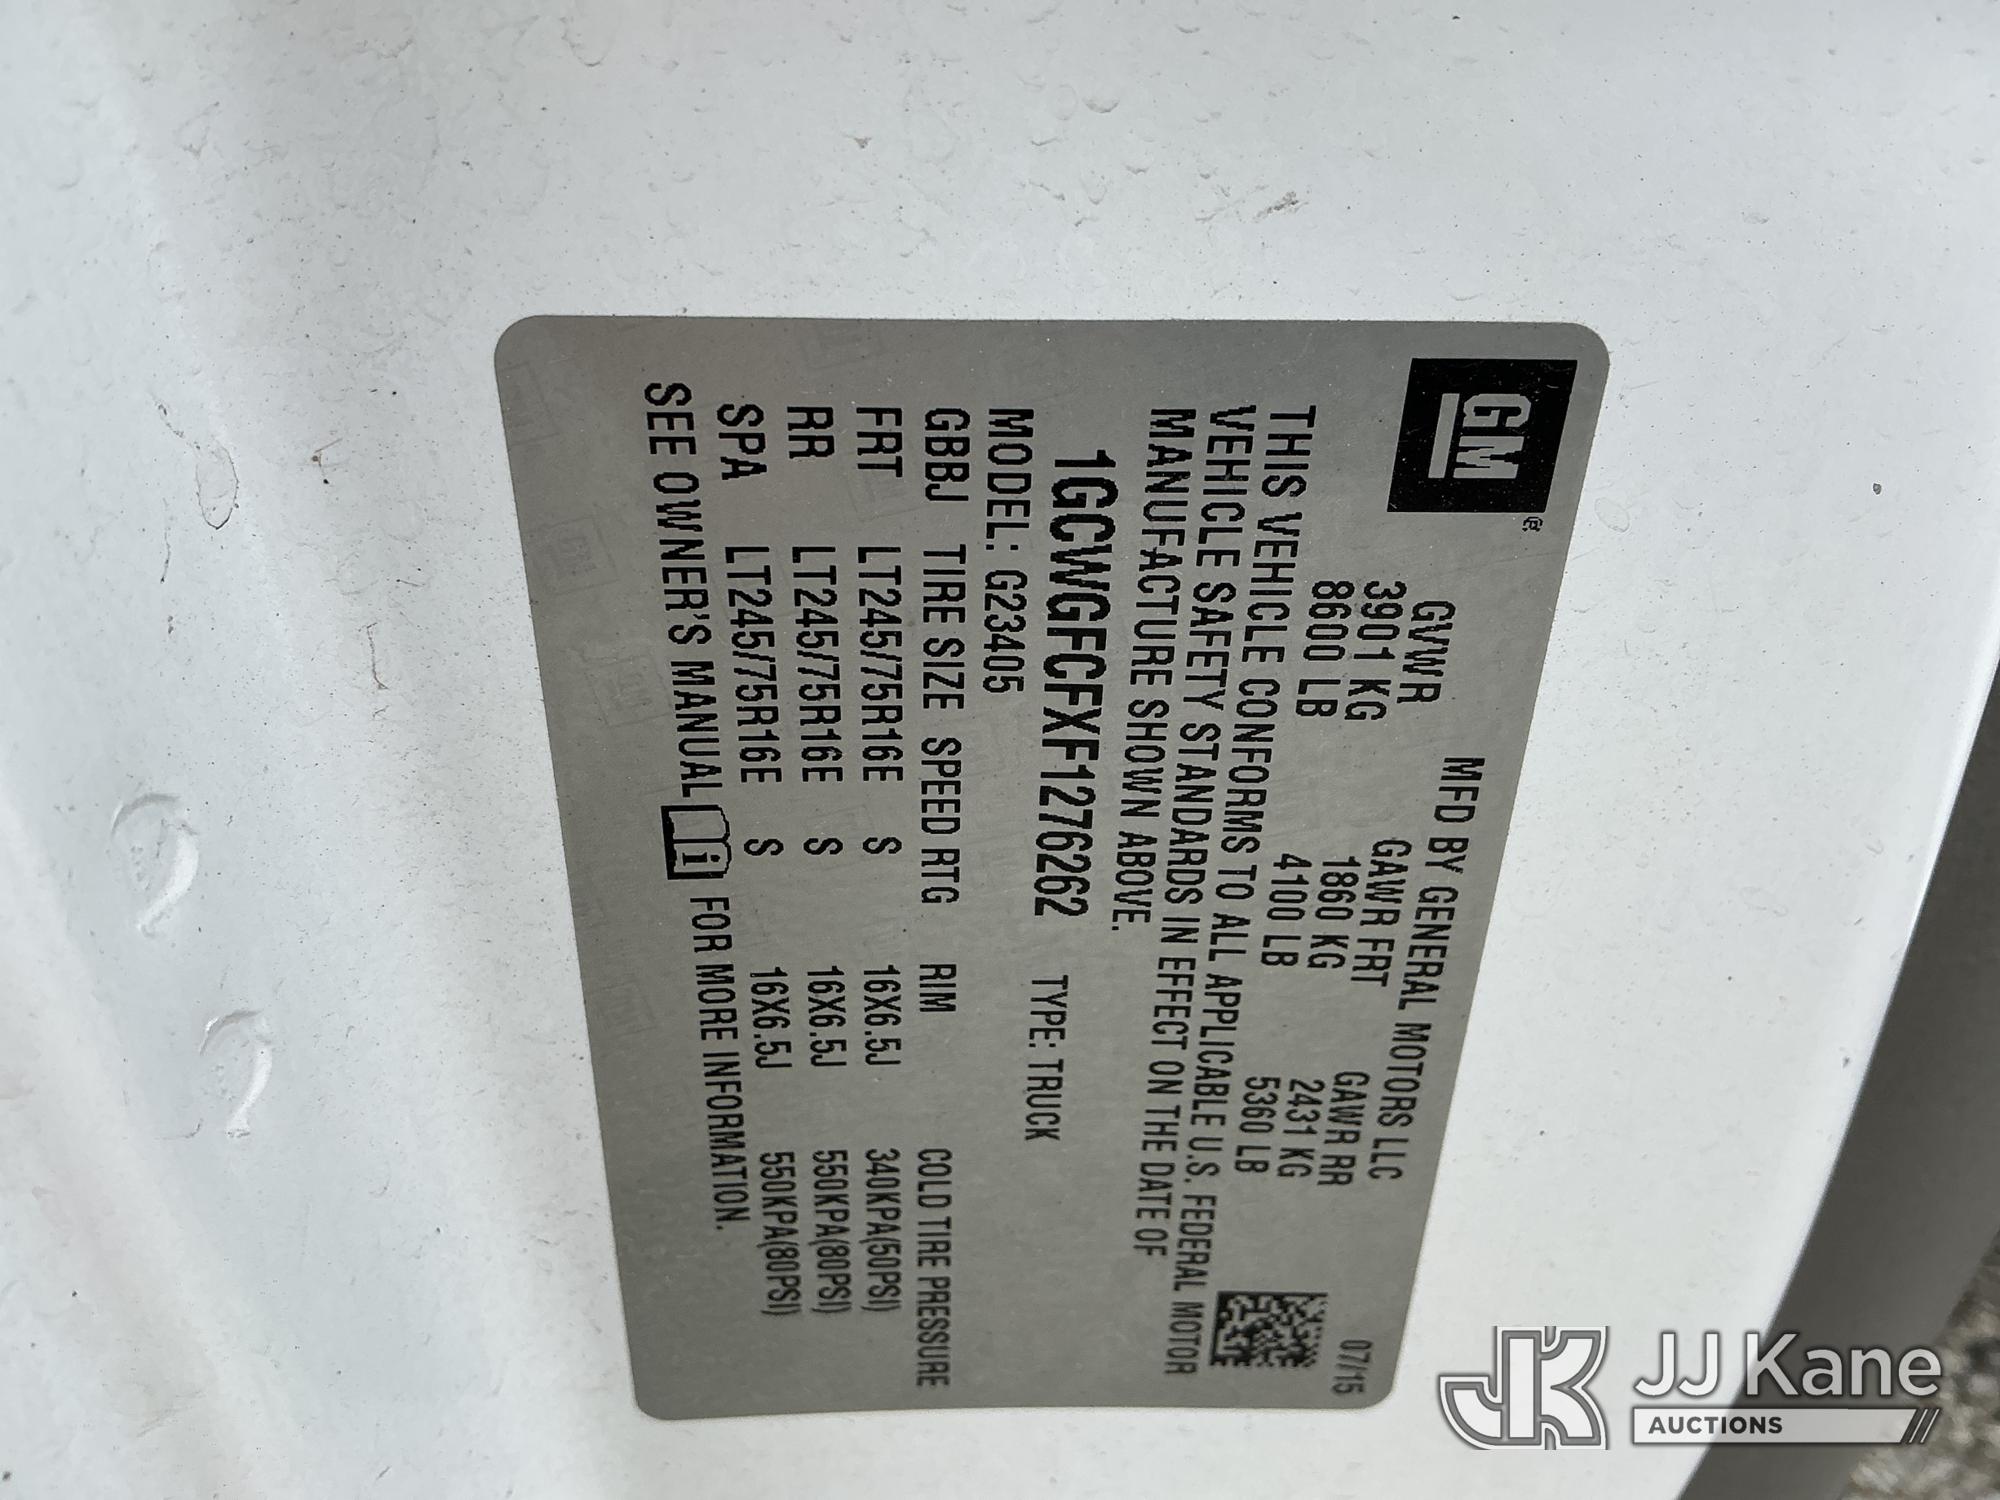 GM
MFD BY GENERAL MOTORS LLC 07/15
GVWR GAWR FRT GAWR RR
3901 KG 1860 KG 2431 KG
8600 LB 4100 LB 5360 LB
THIS VEHICLE CONFORMS TO ALL APPLICABLE U.S. FEDERAL MOTOR
VEHICLE SAFETY STANDARDS IN EFFECT ON THE DATE OF
MANUFACTURE SHOWN ABOVE.
1GCWGFCFXF1276262 TYPE: TRUCK
MODEL: G23405
GBBJ TIRE SIZE SPEED RTG RIM COLD TIRE PRESSURE
FRT LT245/75R16E S 16X6.5J 340KPA(50PSI)
RR LT245/75R16E S 16X6.5J 550KPA(80PSI)
SPA LT245/75R16E S 16X6.5J 550KPA(80PSI)
SEE OWNER'S MANUAL i FOR MORE INFORMATION.
JK JJ Kane
AUCTIONS